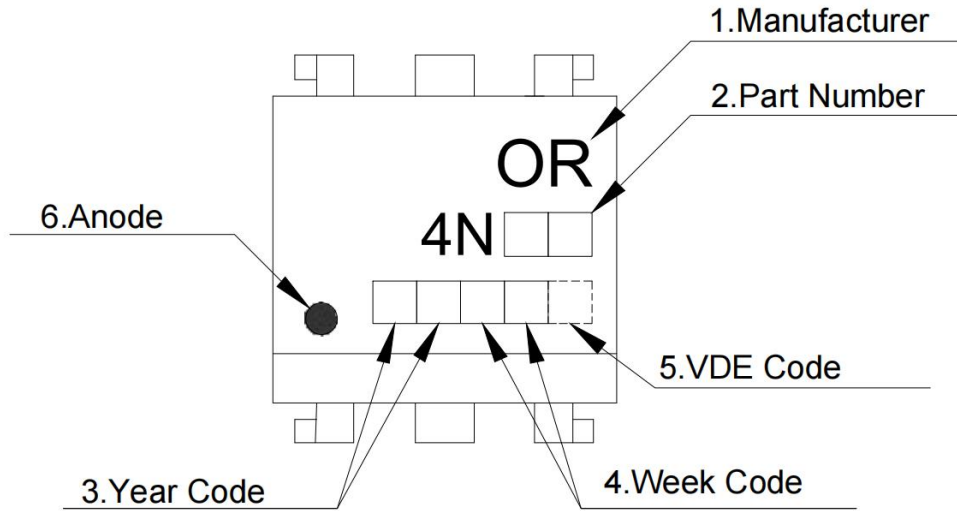 1.Manufacturer
2.Part Number
OR
6.Anode
4N
5.VDE Code
3.Year Code
4.Week Code